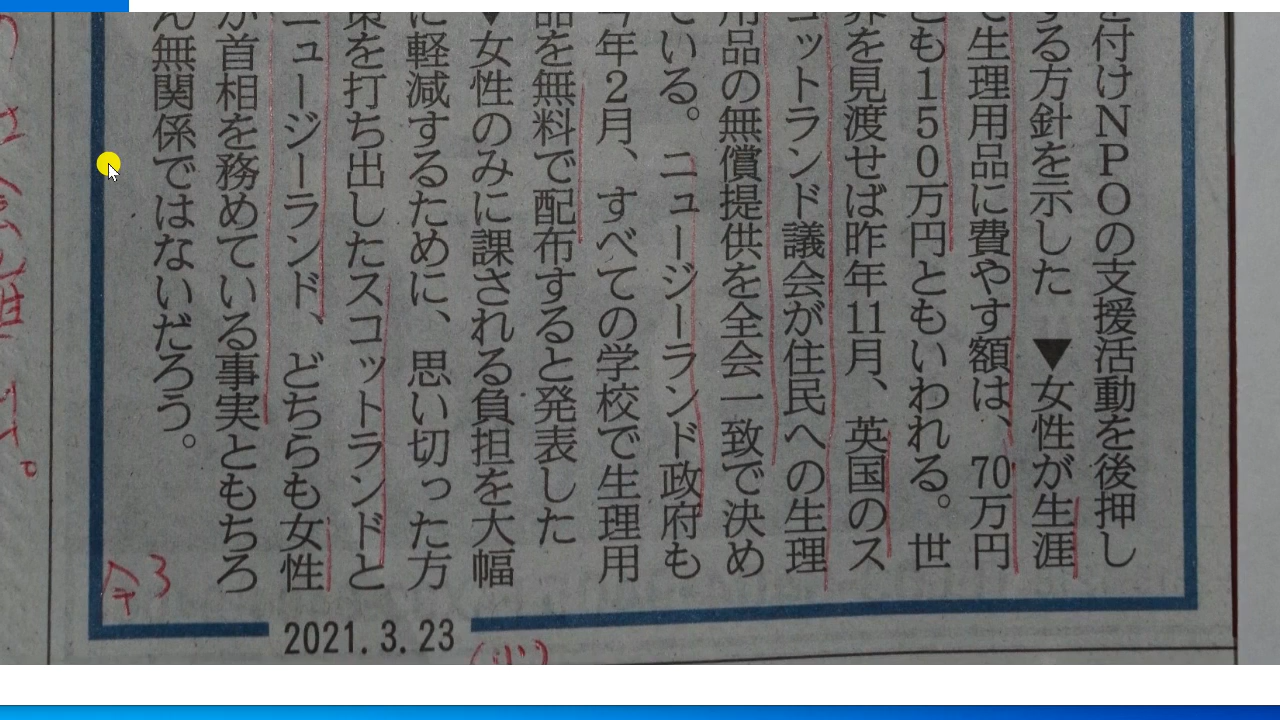 を付けNPOの支援活動を後押し
する方針を示した ▼女性が生涯
で生理用品に費やす額は、70万円
とも150万円ともいわれる。世
界を見渡せば昨年11月、英国のス
コットランド議会が住民への生理
用品の無償提供を全会一致で決め
ている。ニュージーランド政府も
今年2月、すべての学校で生理用
品を無料で配布すると発表した
▼女性のみに課される負担を大幅
に軽減するために、思い切った方
策を打ち出したスコットランドと
ニュージーランド、どちらも女性
が首相を務めている事実ともちろ
ん無関係ではないだろう。
令3
2021.3.23